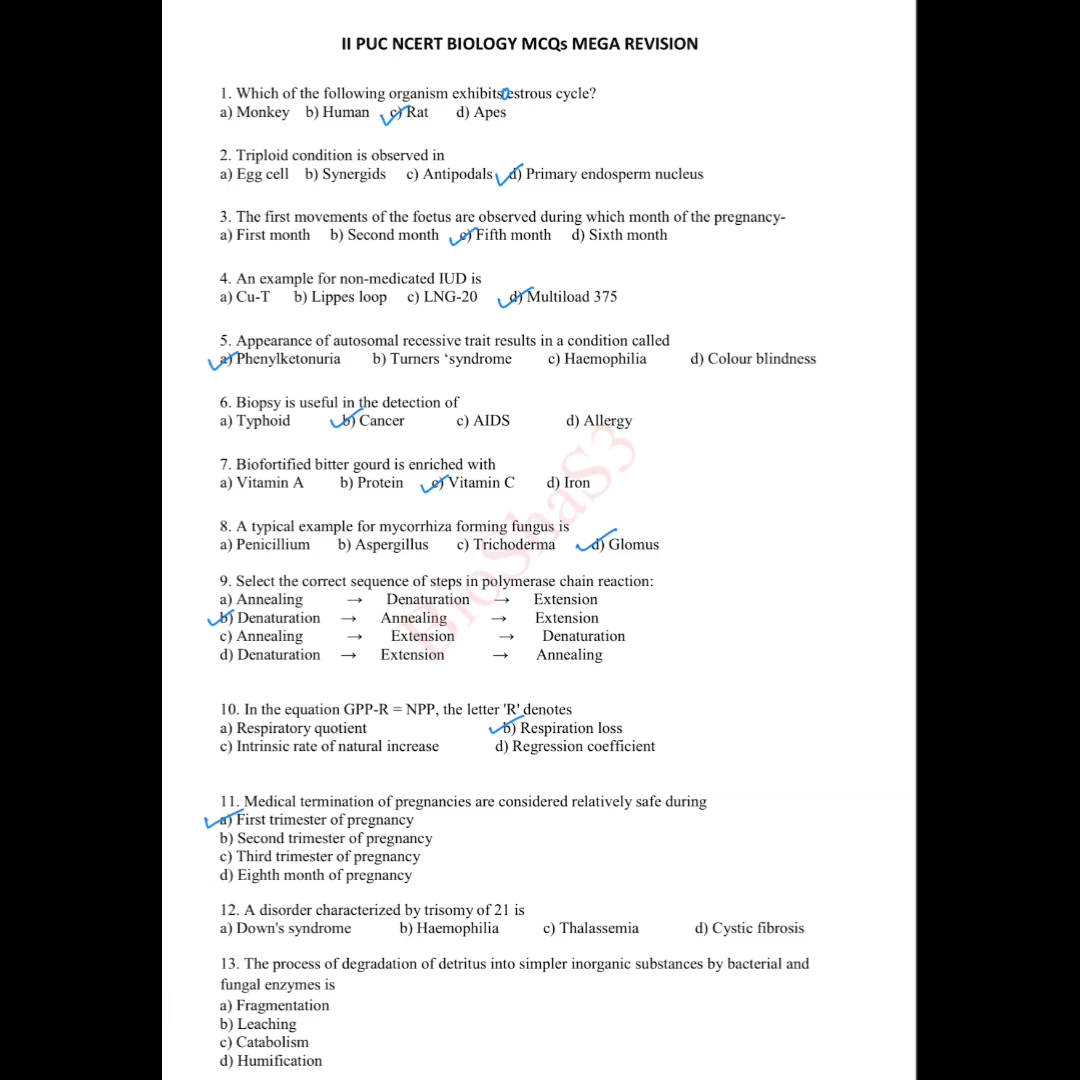 II PUC NCERT BIOLOGY MCQs MEGA REVISION
1. Which of the following organism exhibits oestrous cycle?
a) Monkey b) Human c) Rat d) Apes
2. Triploid condition is observed in
a) Egg cell b) Synergids c) Antipodals d) Primary endosperm nucleus
3. The first movements of the foetus are observed during which month of the pregnancy-
a) First month b) Second month c) Fifth month d) Sixth month
4. An example for non-medicated IUD is
a) Cu-T b) Lippes loop c) LNG-20 d) Multiload 375
5. Appearance of autosomal recessive trait results in a condition called
a) Phenylketonuria b) Turners ‘syndrome c) Haemophilia d) Colour blindness
6. Biopsy is useful in the detection of
a) Typhoid b) Cancer c) AIDS d) Allergy
7. Biofortified bitter gourd is enriched with
a) Vitamin A b) Protein c) Vitamin C d) Iron
8. A typical example for mycorrhiza forming fungus is
a) Penicillium b) Aspergillus c) Trichoderma d) Glomus
9. Select the correct sequence of steps in polymerase chain reaction:
a) Annealing → Denaturation → Extension
b) Denaturation → Annealing → Extension
c) Annealing → Extension → Denaturation
d) Denaturation → Extension → Annealing
10. In the equation GPP-R = NPP, the letter 'R' denotes
a) Respiratory quotient b) Respiration loss
c) Intrinsic rate of natural increase d) Regression coefficient
11. Medical termination of pregnancies are considered relatively safe during
a) First trimester of pregnancy
b) Second trimester of pregnancy
c) Third trimester of pregnancy
d) Eighth month of pregnancy
12. A disorder characterized by trisomy of 21 is
a) Down's syndrome b) Haemophilia c) Thalassemia d) Cystic fibrosis
13. The process of degradation of detritus into simpler inorganic substances by bacterial and
fungal enzymes is
a) Fragmentation
b) Leaching
c) Catabolism
d) Humification
BioShaS3